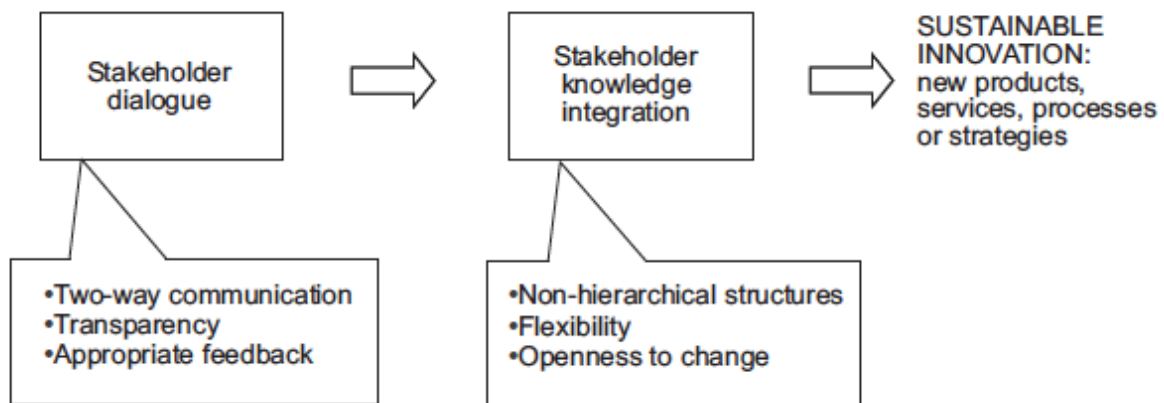 Stakeholder
dialogue
Stakeholder
knowledge
integration
SUSTAINABLE
INNOVATION:
new products,
services, processes
or strategies
•Two-way communication
•Transparency
•Appropriate feedback
•Non-hierarchical structures
•Flexibility
•Openness to change